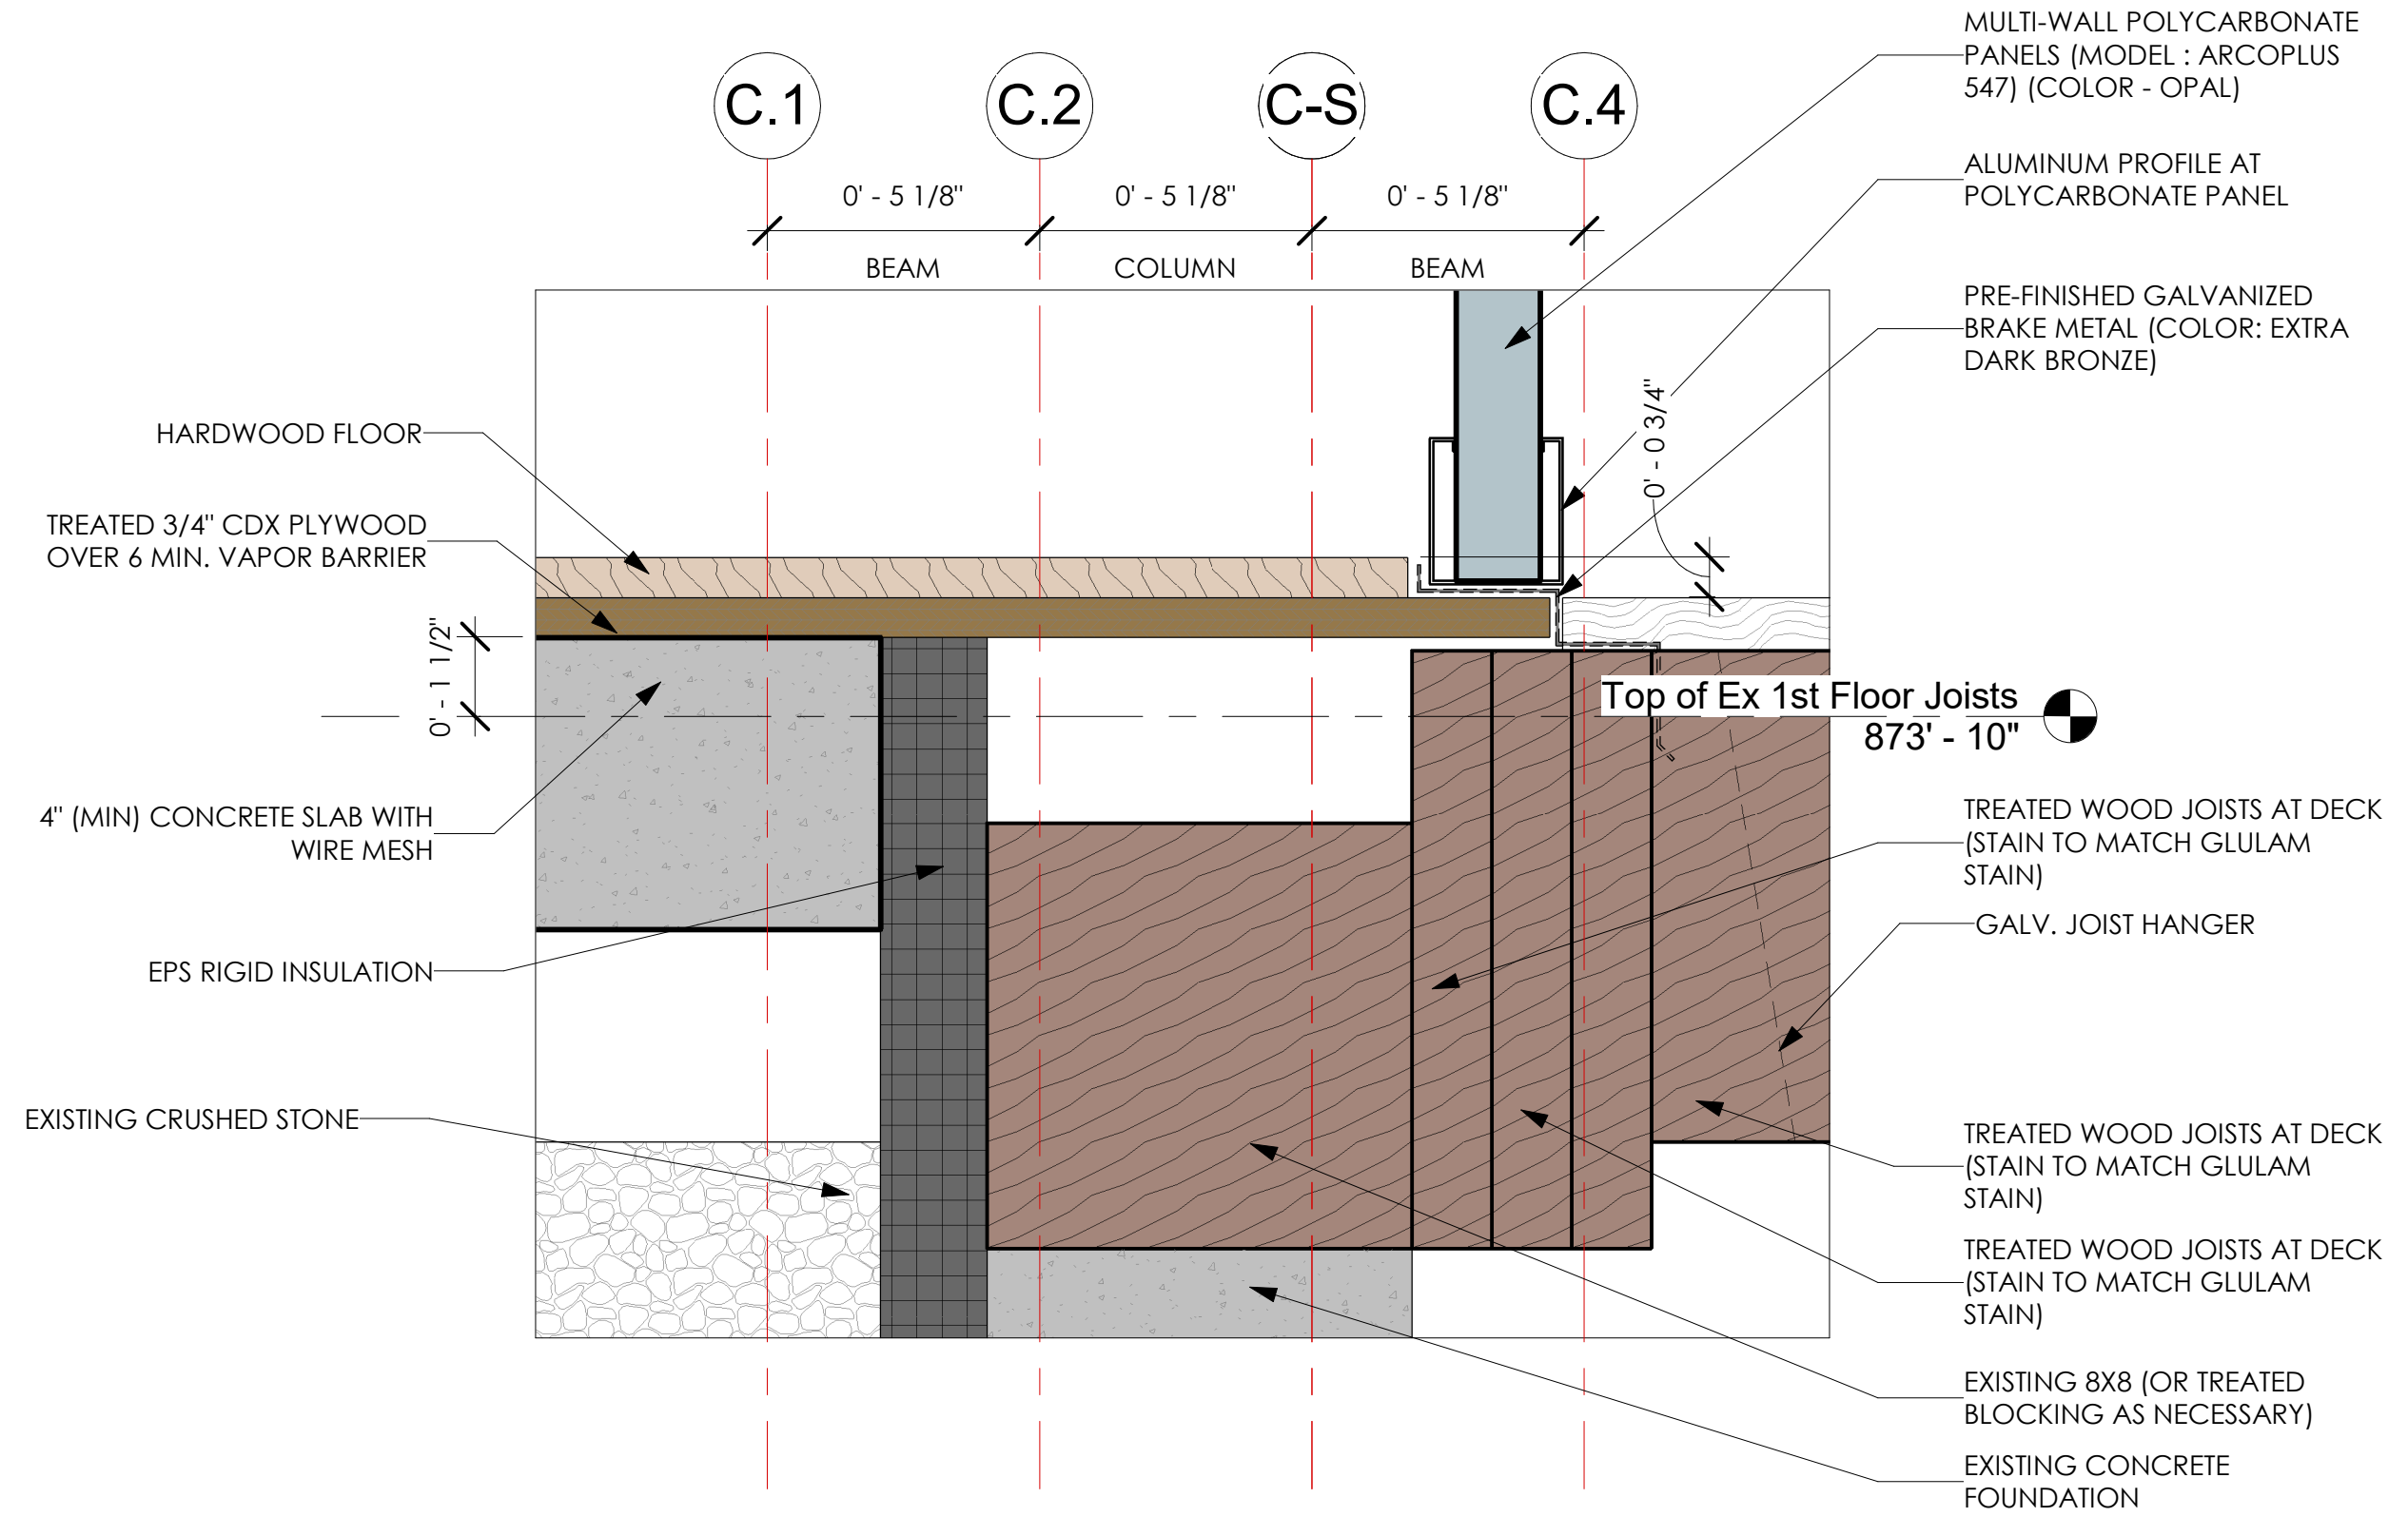 MULTI-WALL POLYCARBONATE
PANELS (MODEL : ARCOPLUS
547) (COLOR - OPAL)
C.1
C.2
C-S
C.4
ALUMINUM PROFILE AT
POLYCARBONATE PANEL
0' - 5 1/8"
0' - 5 1/8"
0' - 5 1/8"
BEAM
COLUMN
BEAM
PRE-FINISHED GALVANIZED
BRAKE METAL (COLOR: EXTRA
DARK BRONZE)
0' - 0 3/4"
HARDWOOD FLOOR
TREATED 3/4" CDX PLYWOOD
OVER 6 MIN. VAPOR BARRIER
0' - 1 1/2"
Top of Ex 1st Floor Joists
873' - 10"
4" (MIN) CONCRETE SLAB WITH
WIRE MESH
TREATED WOOD JOISTS AT DECK
(STAIN TO MATCH GLULAM
STAIN)
GALV. JOIST HANGER
EPS RIGID INSULATION
EXISTING CRUSHED STONE
TREATED WOOD JOISTS AT DECK
(STAIN TO MATCH GLULAM
STAIN)
TREATED WOOD JOISTS AT DECK
(STAIN TO MATCH GLULAM
STAIN)
EXISTING 8X8 (OR TREATED
BLOCKING AS NECESSARY)
EXISTING CONCRETE
FOUNDATION